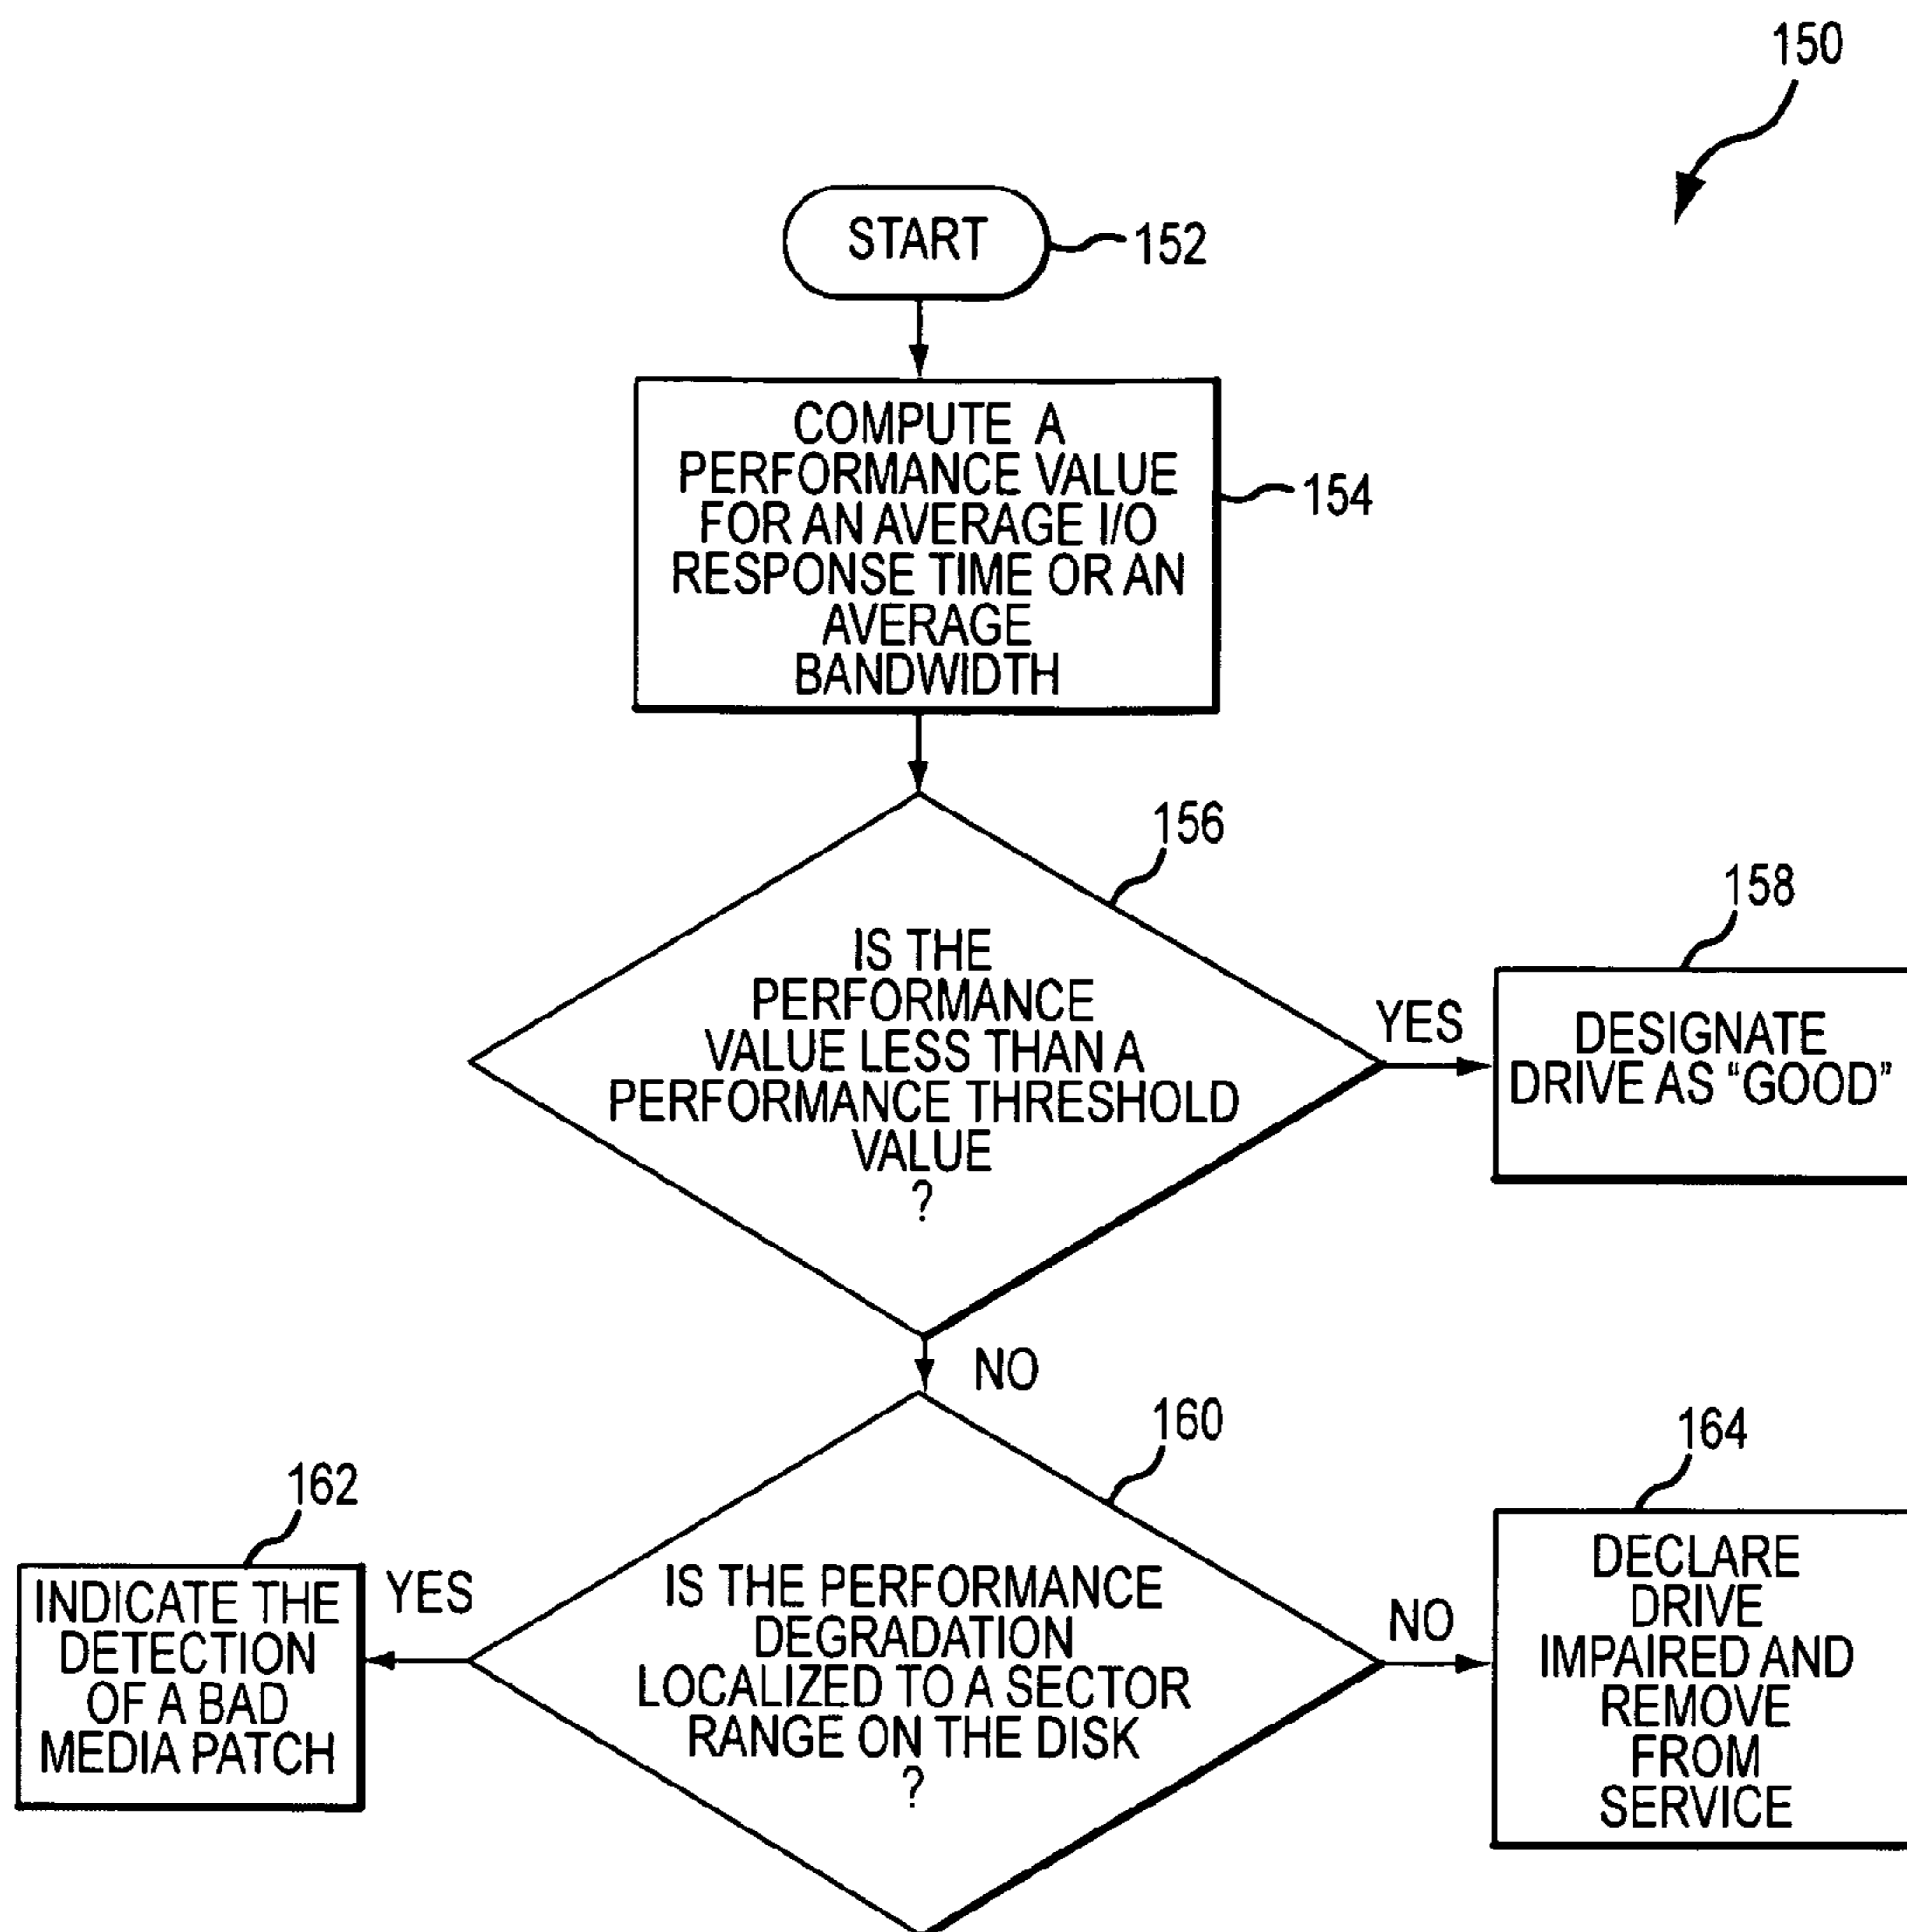 150
START
152
COMPUTE A
PERFORMANCE VALUE
FOR AN AVERAGE I/O
RESPONSE TIME OR AN
AVERAGE
BANDWIDTH
154
156
IS THE
PERFORMANCE
VALUE LESS THAN A
PERFORMANCE THRESHOLD
VALUE
?
YES
158
DESIGNATE
DRIVE AS “GOOD”
NO
160
IS THE PERFORMANCE
DEGRADATION
LOCALIZED TO A SECTOR
RANGE ON THE DISK
?
YES
162
INDICATE THE
DETECTION
OF A BAD
MEDIA PATCH
NO
164
DECLARE
DRIVE
IMPAIRED AND
REMOVE
FROM
SERVICE